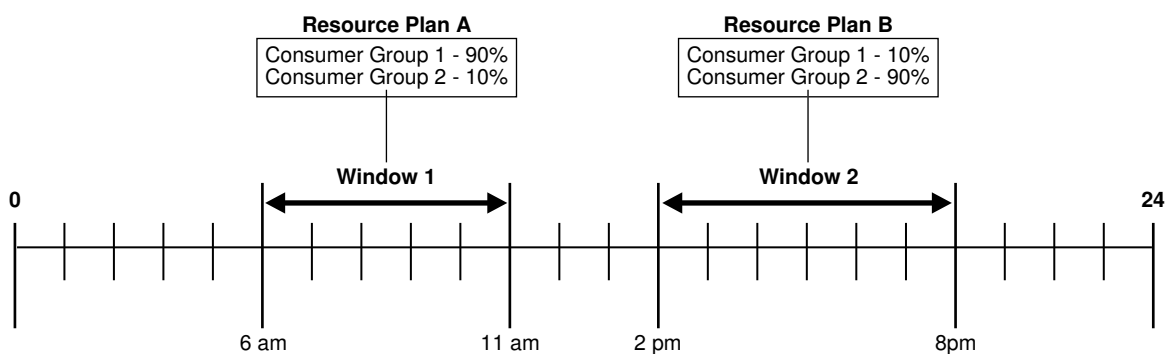 Resource Plan A
Consumer Group 1 - 90%
Consumer Group 2 - 10%
Resource Plan B
Consumer Group 1 - 10%
Consumer Group 2 - 90%
Window 1
Window 2
0
24
6 am
11 am
2 pm
8pm